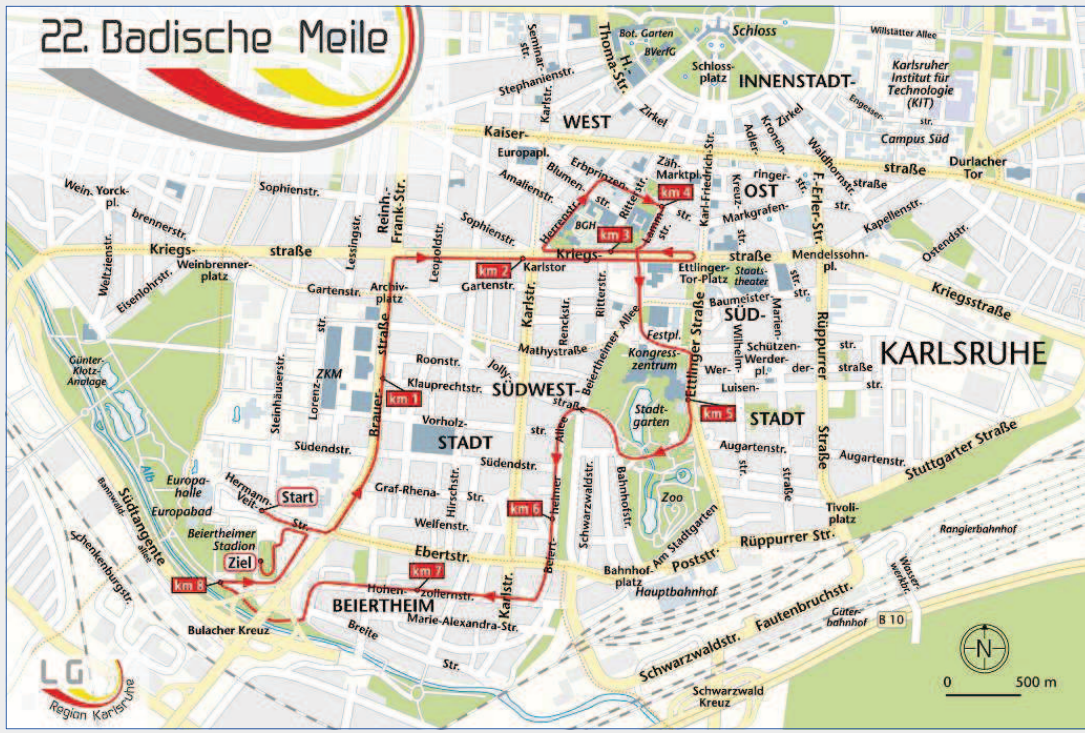 22. Badische Meile
Seminar-
str.
H.-
Thoma-Str.
Bot. Garten
BVerfG
Schloss
Schloss-
platz
Willstätter Allee
Karlsruher
Institut für
Technologie
(KIT)
Engesser-
str.
Campus Süd
INNENSTADT-
WEST
OST
Stephanienstr.
Karlstr.
Zirkel
Zirkel
Adler-
Kronen-
Waldhornstr.
Kaiser-
straße
Durlacher
Tor
Europapl.
Amalienstr.
Blumen-
str.
Erbprinzen-
str.
Zäh-
ringer-
straße
Marktpl.
km 4
Ritterstr.
Lamm-
str.
Karl-Friedrich-Str.
Kreuz-
str.
Markgrafen-
F.-Erler-Str.
Kapellenstr.
Ostendstr.
Wein-
brennerstr.
Yorck-
pl.
Sophienstr.
Reinh.-
Frank-Str.
Lessingstr.
Leopoldstr.
Sophienstr.
Herrenstr.
BGH
km 3
Kriegs-
straße
Kriegs-
straße
Mendelssohn-
pl.
Kriegsstraße
Weltzienstr.
Eisenlohrstr.
Weinbrenner-
platz
Gartenstr.
Archiv-
platz
km 2
Karlstor
Gartenstr.
Ettlinger-
Tor-Platz
Staats-
theater
Baumeister-
str.
SÜD-
STADT
Marien-
str.
Wilhelm-
Schützen-
str.
Werder-
pl.
Wer-
der-
straße
Luisen-
str.
Rüppurrer
Straße
KARLSRUHE
Karlstr.
Renckstr.
Ritterstr.
Beiertheimer Allee
Festpl.
Kongress-
zentrum
Ettlinger Straße
km 5
Mathystraße
Jolly-
straße
Roonstr.
Klauprechtstr.
km 1
Vorholz-
str.
SÜDWEST-
STADT
Günter-
Klotz-
Anlage
Steinhäuserstr.
Lorenz-
str.
ZKM
Brauer-
straße
Südendstr.
Südendstr.
Stadt-
garten
Zoo
Augartenstr.
Augartenstr.
Stuttgarter Straße
Alb
Europa-
halle
Europabad
Hermann-
Veit-
Str.
Start
Beiertheimer
Stadion
Ziel
Graf-Rhena-
Str.
Hirschstr.
Welfenstr.
Ebertstr.
km 6
Beiert-
heimer
Allee
Schwarzwaldstr.
Bahnhofstr.
Am Stadtgarten
Poststr.
Bahnhof-
platz
Hauptbahnhof
Rüppurrer Str.
Tivoli-
platz
Rangierbahnhof
Wasser-
werkbr.
Güter-
bahnhof
B 10
Südtangente
Bannwald-
allee
Schenkenburgstr.
km 8
km 7
Hohen-
zollernstr.
BEIERTHEIM
Karlstr.
Marie-Alexandra-Str.
Breite
Str.
Bulacher Kreuz
Schwarzwaldstr.
Fautenbruchstr.
Schwarzwald
Kreuz
LG
Region Karlsruhe
N
0 500 m